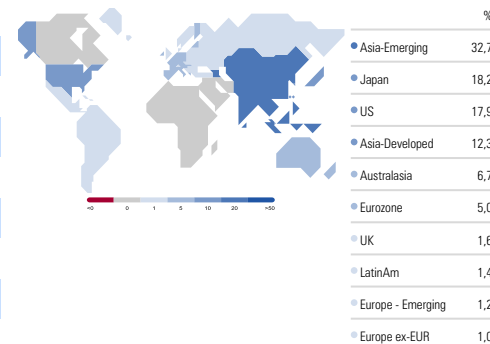 %
Asia-Emerging 32,7
Japan 18,2
US 17,9
Asia-Developed 12,3
Australasia 6,7
Eurozone 5,0
UK 1,6
LatinAm 1,4
Europe - Emerging 1,2
Europe ex-EUR 1,0
<0 0 1 5 10 20 >50